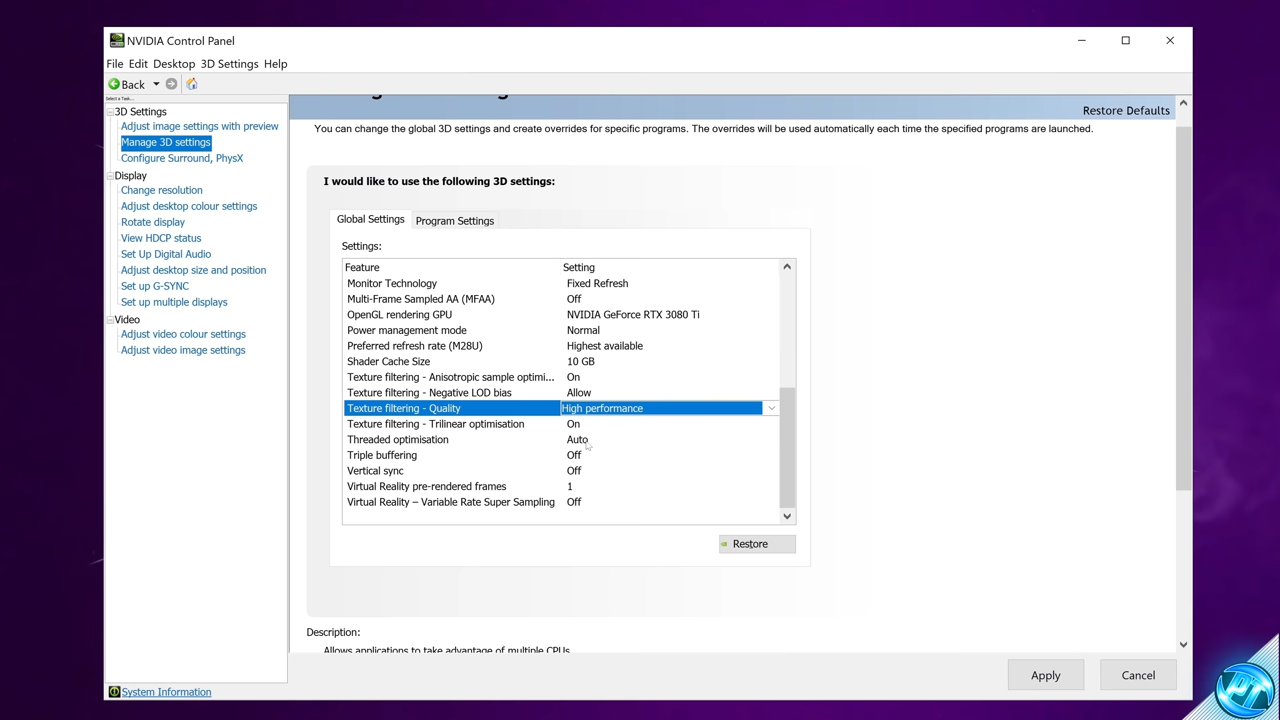 NVIDIA Control Panel
File Edit Desktop 3D Settings Help
Back
Select a Task...
3D Settings
Adjust image settings with preview
Manage 3D settings
Configure Surround, PhysX
Display
Change resolution
Adjust desktop colour settings
Rotate display
View HDCP status
Set Up Digital Audio
Adjust desktop size and position
Set up G-SYNC
Set up multiple displays
Video
Adjust video colour settings
Adjust video image settings
System Information
Restore Defaults
You can change the global 3D settings and create overrides for specific programs. The overrides will be used automatically each time the specified programs are launched.
I would like to use the following 3D settings:
Global Settings Program Settings
Settings:
Feature Setting
Monitor Technology Fixed Refresh
Multi-Frame Sampled AA (MFAA) Off
OpenGL rendering GPU NVIDIA GeForce RTX 3080 Ti
Power management mode Normal
Preferred refresh rate (M28U) Highest available
Shader Cache Size 10 GB
Texture filtering - Anisotropic sample optimi... On
Texture filtering - Negative LOD bias Allow
Texture filtering - Quality High performance
Texture filtering - Trilinear optimisation On
Threaded optimisation Auto
Triple buffering Off
Vertical sync Off
Virtual Reality pre-rendered frames 1
Virtual Reality – Variable Rate Super Sampling Off
Restore
Description:
Allows applications to take advantage of multiple CPUs
Apply Cancel
PT